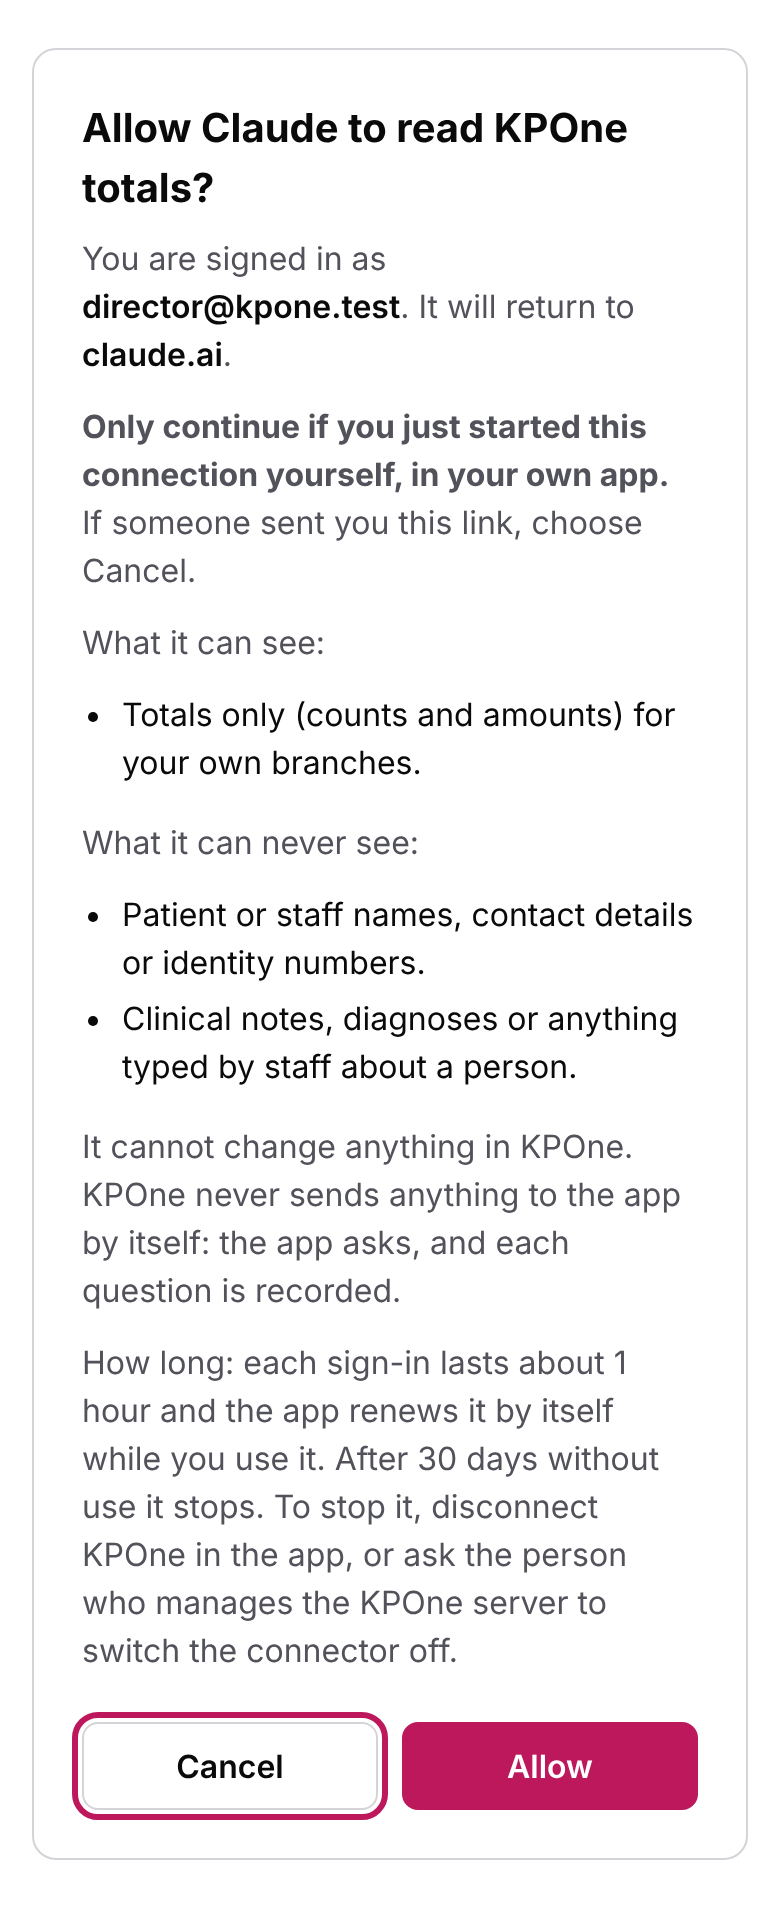 Allow Claude to read KPOne
totals?
You are signed in as
director@kpone.test. It will return to
claude.ai.
Only continue if you just started this
connection yourself, in your own app.
If someone sent you this link, choose
Cancel.
What it can see:
• Totals only (counts and amounts) for
your own branches.
What it can never see:
• Patient or staff names, contact details
or identity numbers.
• Clinical notes, diagnoses or anything
typed by staff about a person.
It cannot change anything in KPOne.
KPOne never sends anything to the app
by itself: the app asks, and each
question is recorded.
How long: each sign-in lasts about 1
hour and the app renews it by itself
while you use it. After 30 days without
use it stops. To stop it, disconnect
KPOne in the app, or ask the person
who manages the KPOne server to
switch the connector off.
Cancel
Allow